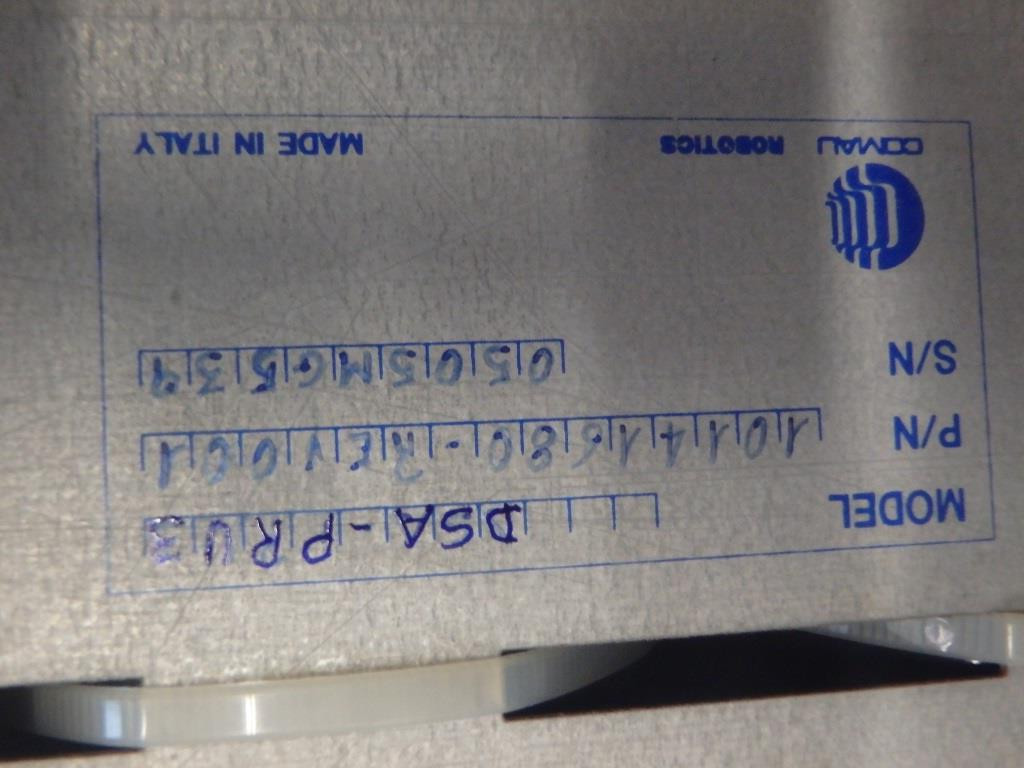 MODEL DSA-PRU3
P/N 10141680-REV001
S/N 0505MG539
COMAU ROBOTICS MADE IN ITALY